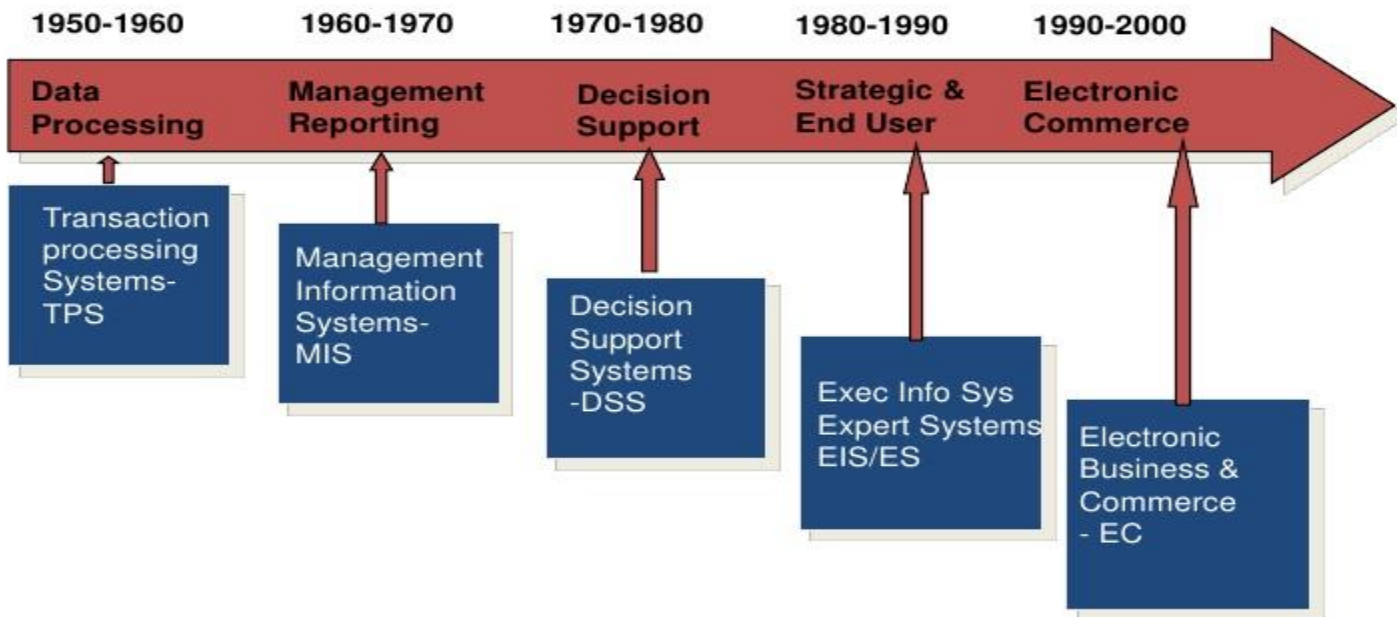 1950-1960
1960-1970
1970-1980
1980-1990
1990-2000
Data
Processing
Management
Reporting
Decision
Support
Strategic &
End User
Electronic
Commerce
Transaction
processing
Systems-
TPS
Management
Information
Systems-
MIS
Decision
Support
Systems
-DSS
Exec Info Sys
Expert Systems
EIS/ES
Electronic
Business &
Commerce
- EC